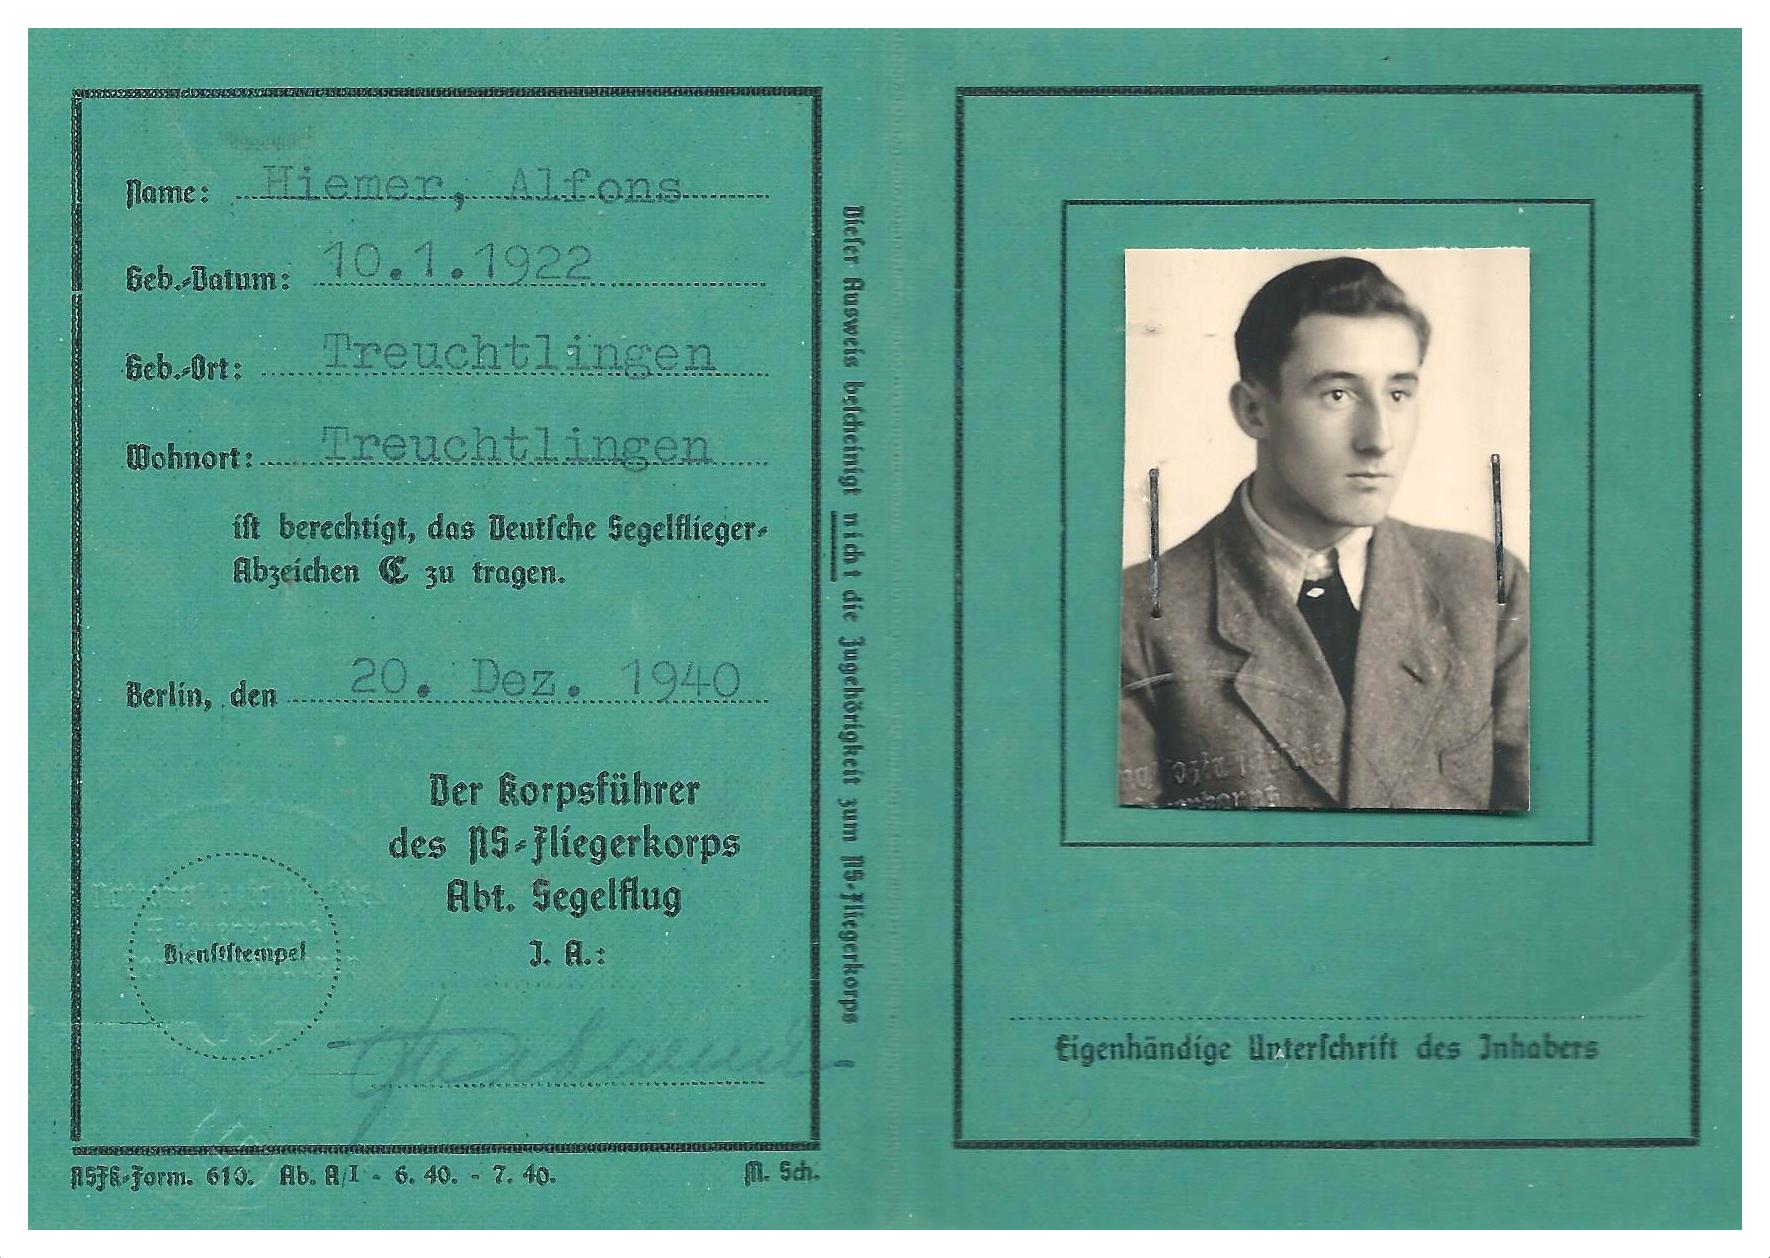 Name: Hiemer, Alfons
Geb.-Datum: 10.1.1922
Geb.-Ort: Treuchtlingen
Wohnort: Treuchtlingen
ist berechtigt, das Deutsche Segelflieger-
Abzeichen C zu tragen.
Berlin, den 20. Dez. 1940
Der Korpsführer
des NS-Fliegerkorps
Abt. Segelflug
J. A.:
Dienststempel
NSFK-Form. 610. Ab. A/I - 6. 40. - 7. 40.
M. Sch.
Dieser Ausweis bescheinigt nicht die Zugehörigkeit zum NS-Fliegerkorps
Eigenhändige Unterschrift des Inhabers